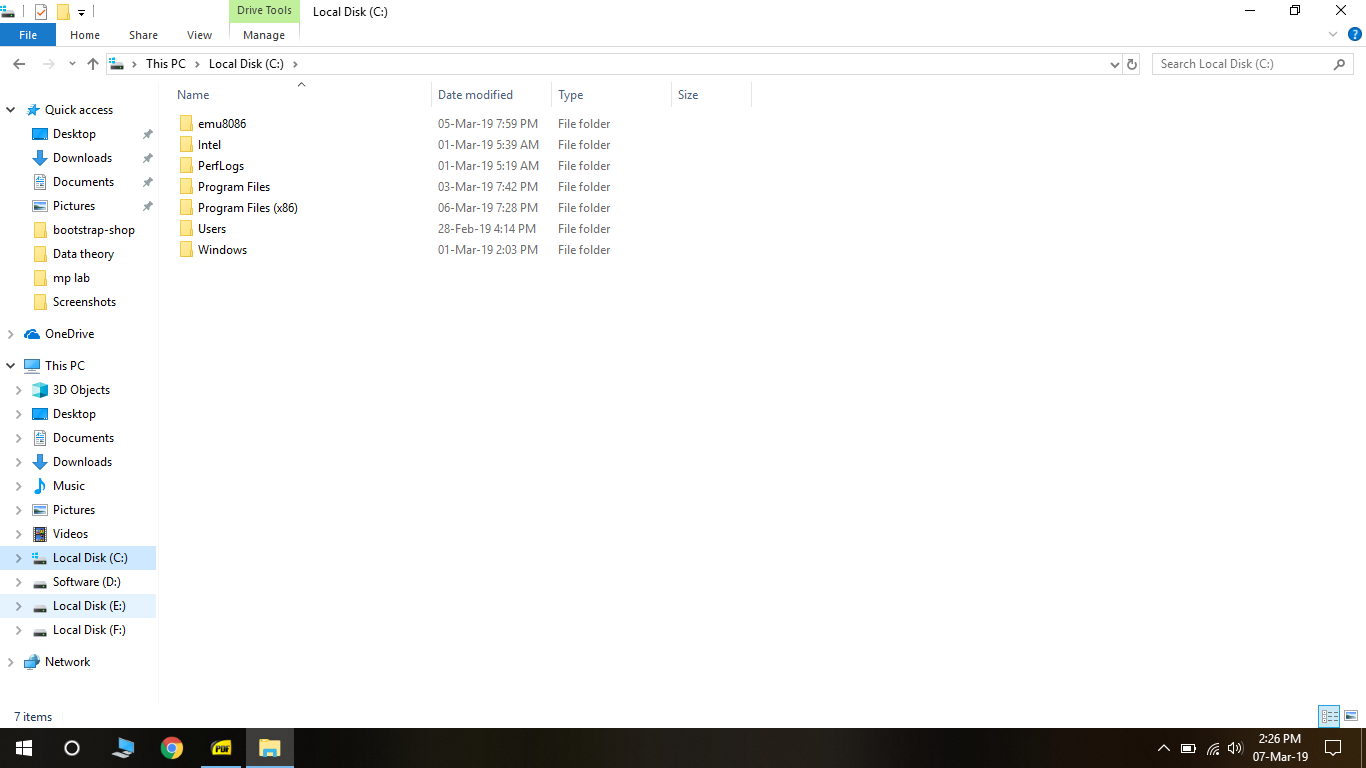 Drive Tools
Local Disk (C:)
File
Home
Share
View
Manage
This PC
Local Disk (C:)
Search Local Disk (C:)
Name
Date modified
Type
Size
emu8086 05-Mar-19 7:59 PM File folder
Intel 01-Mar-19 5:39 AM File folder
PerfLogs 01-Mar-19 5:19 AM File folder
Program Files 03-Mar-19 7:42 PM File folder
Program Files (x86) 06-Mar-19 7:28 PM File folder
Users 28-Feb-19 4:14 PM File folder
Windows 01-Mar-19 2:03 PM File folder
Quick access
Desktop
Downloads
Documents
Pictures
bootstrap-shop
Data theory
mp lab
Screenshots
OneDrive
This PC
3D Objects
Desktop
Documents
Downloads
Music
Pictures
Videos
Local Disk (C:)
Software (D:)
Local Disk (E:)
Local Disk (F:)
Network
7 items
PDF
2:26 PM
07-Mar-19